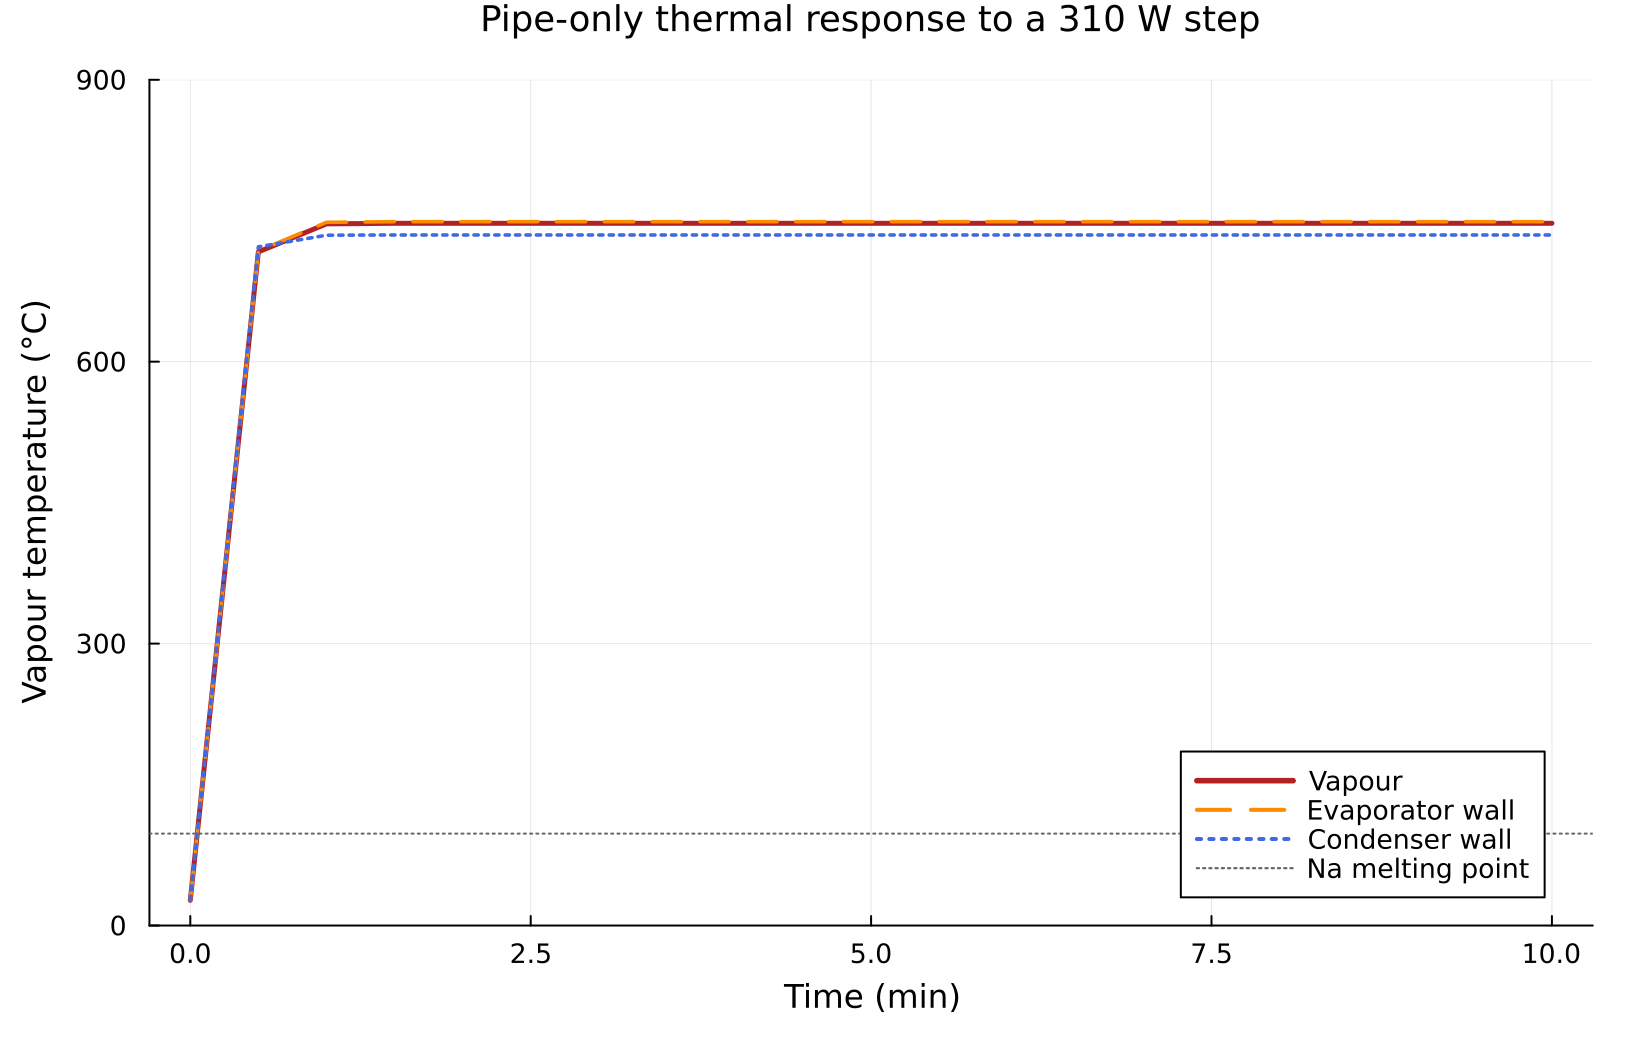 Pipe-only thermal response to a 310 W step
900
600
300
0
Vapour temperature (°C)
0.0
2.5
5.0
7.5
10.0
Time (min)
Vapour
Evaporator wall
Condenser wall
Na melting point